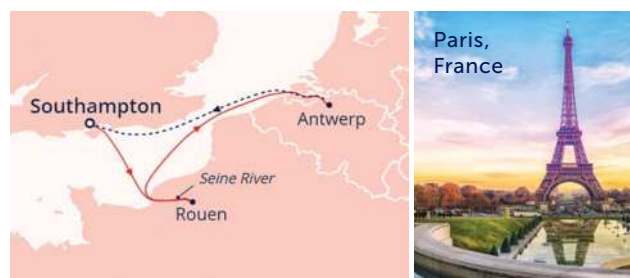 Southampton
Antwerp
Seine River
Rouen
Paris,
France